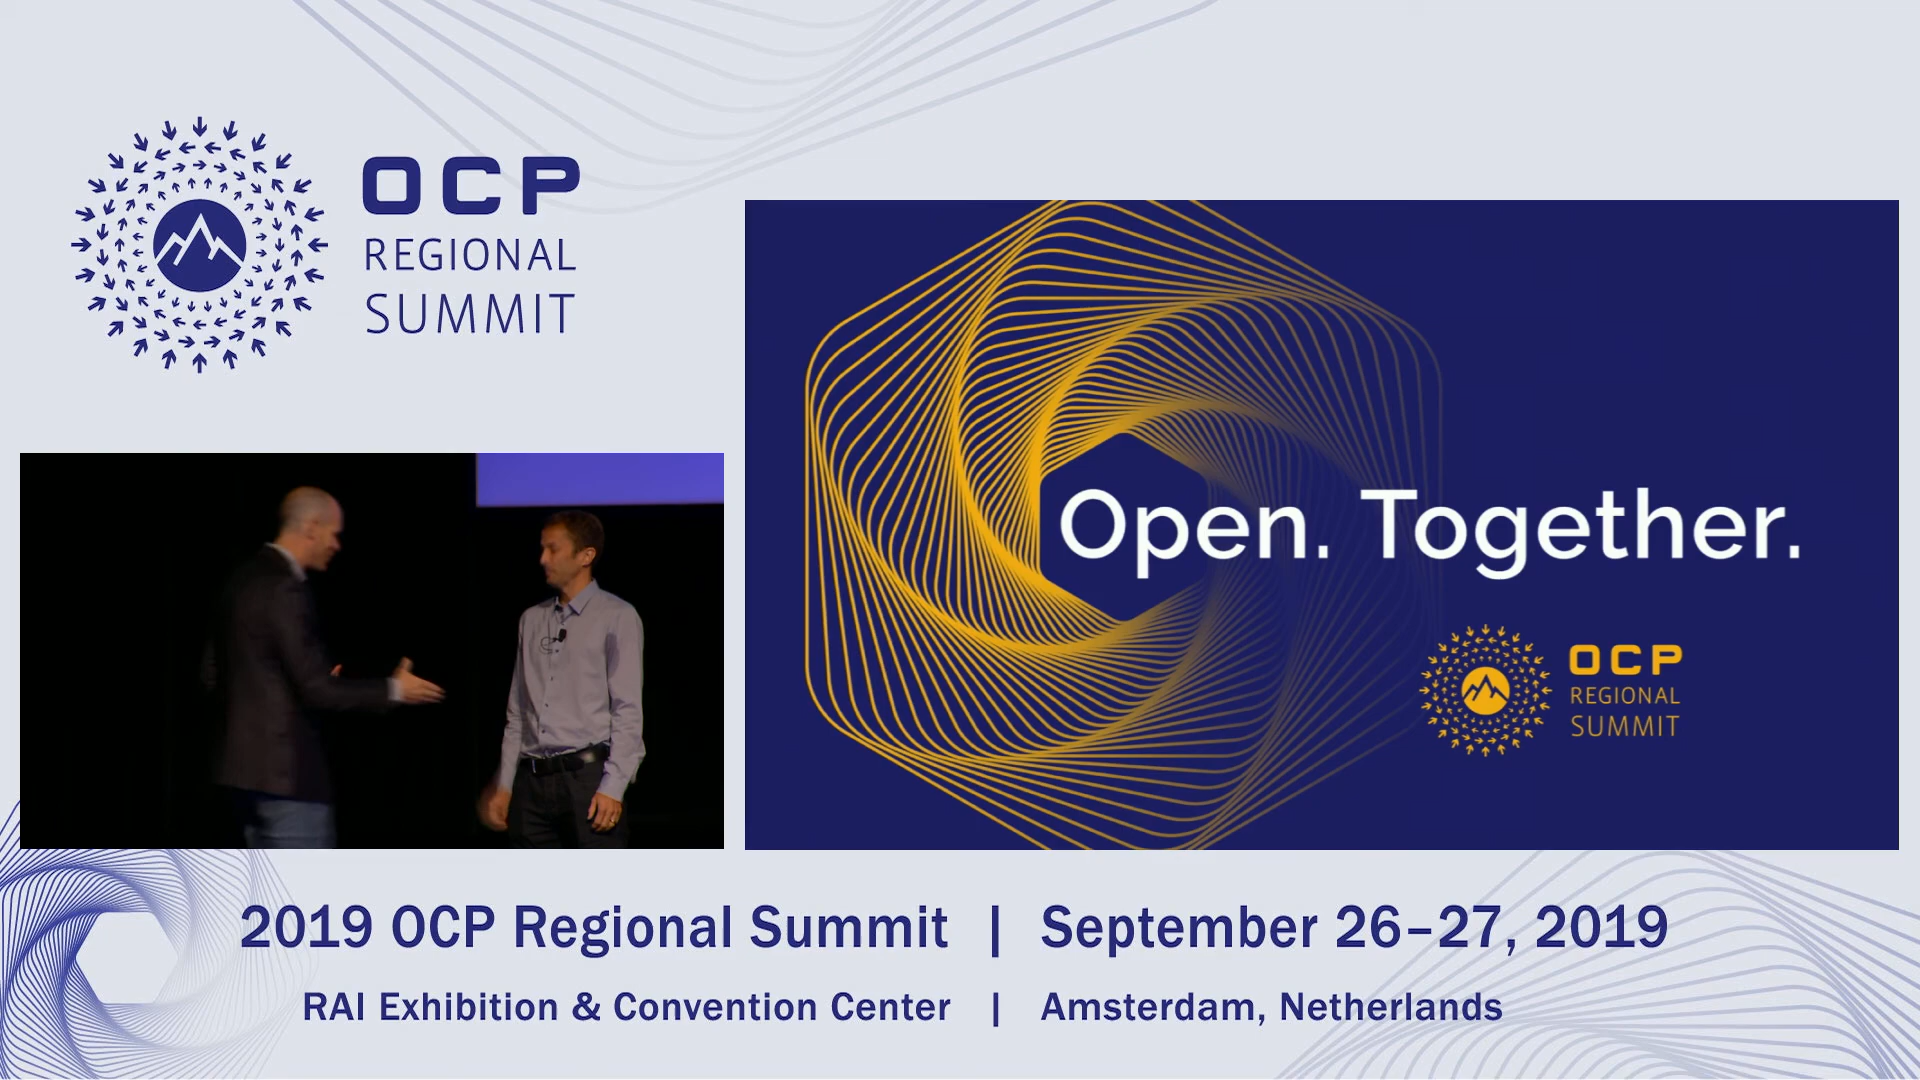 OCP
REGIONAL
SUMMIT
Open. Together.
OCP
REGIONAL
SUMMIT
2019 OCP Regional Summit | September 26–27, 2019
RAI Exhibition & Convention Center | Amsterdam, Netherlands